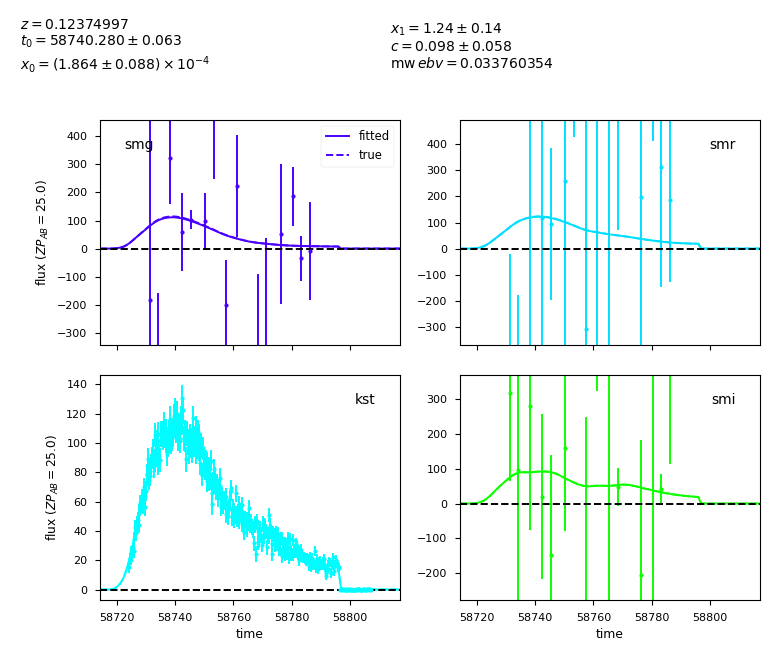 z = 0.12374997
t₀ = 58740.280 ± 0.063
x₀ = (1.864 ± 0.088) × 10⁻⁴
x₁ = 1.24 ± 0.14
c = 0.098 ± 0.058
mw ebv = 0.033760354
smg
fitted
true
400
300
200
100
0
−100
−200
−300
flux (ZP_AB = 25.0)
smr
400
300
200
100
0
−100
−200
−300
kst
140
120
100
80
60
40
20
0
flux (ZP_AB = 25.0)
58720 58740 58760 58780 58800
time
smi
300
200
100
0
−100
−200
58720 58740 58760 58780 58800
time